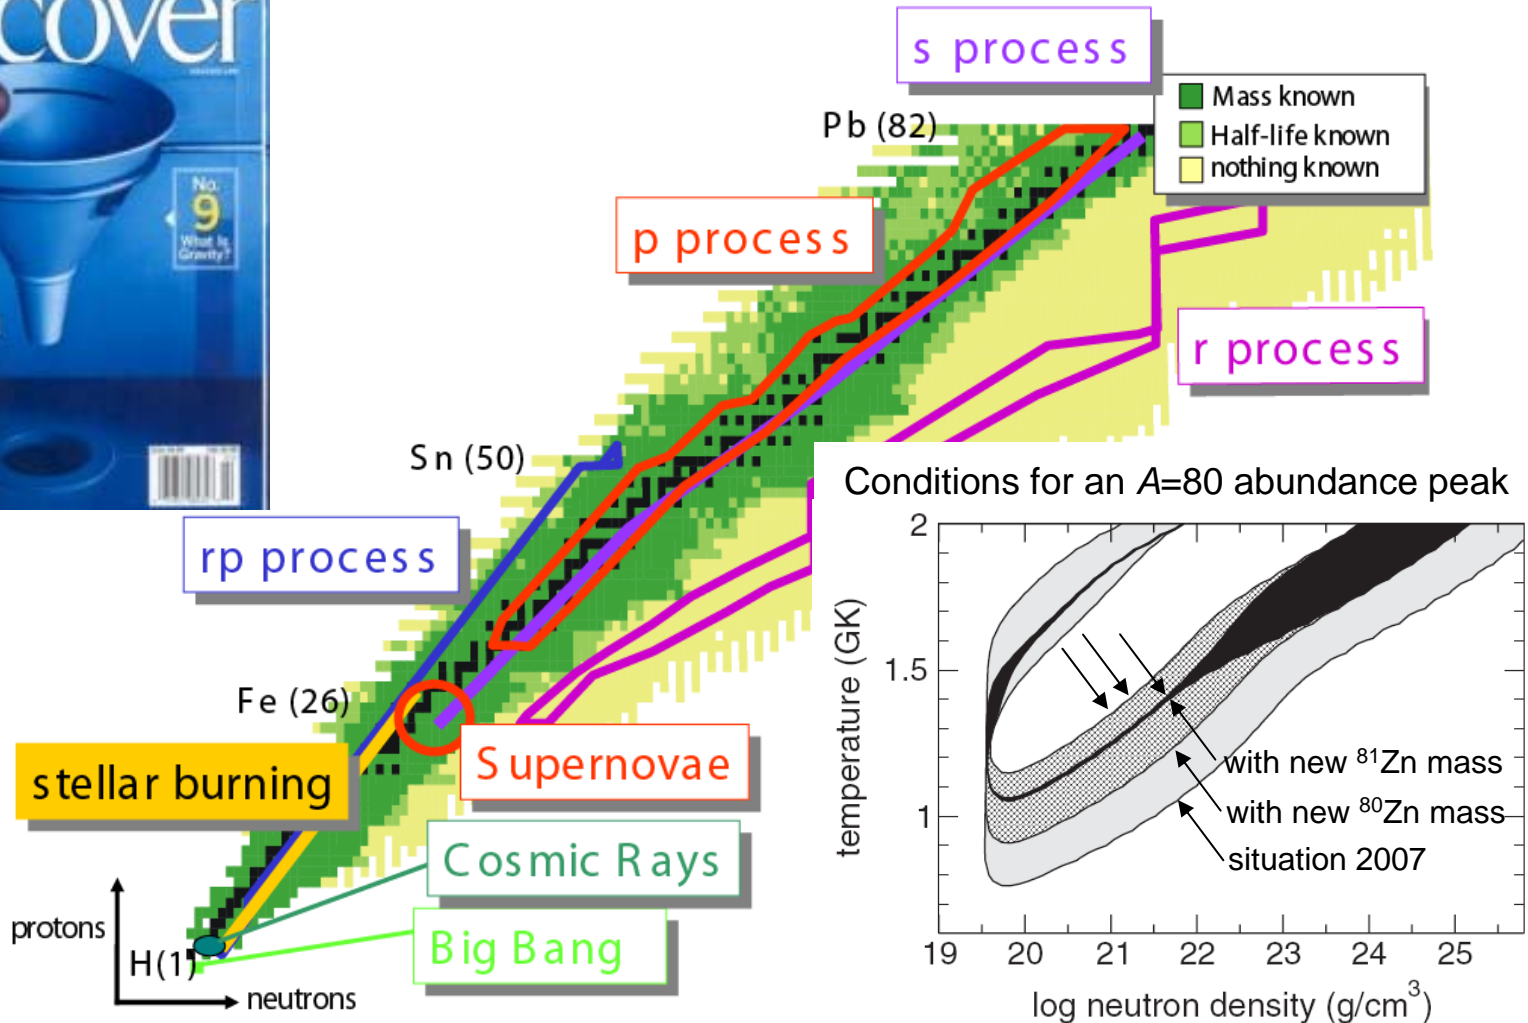 cover
No.
9
What Is
Gravity?
s process
Mass known
Half-life known
nothing known
Pb (82)
p process
r process
Sn (50)
rp process
Fe (26)
stellar burning
Supernovae
Cosmic Rays
Big Bang
protons
H(1)
neutrons
Conditions for an A=80 abundance peak
temperature (GK)
2
1.5
1
with new ⁸¹Zn mass
with new ⁸⁰Zn mass
situation 2007
19 20 21 22 23 24 25
log neutron density (g/cm³)